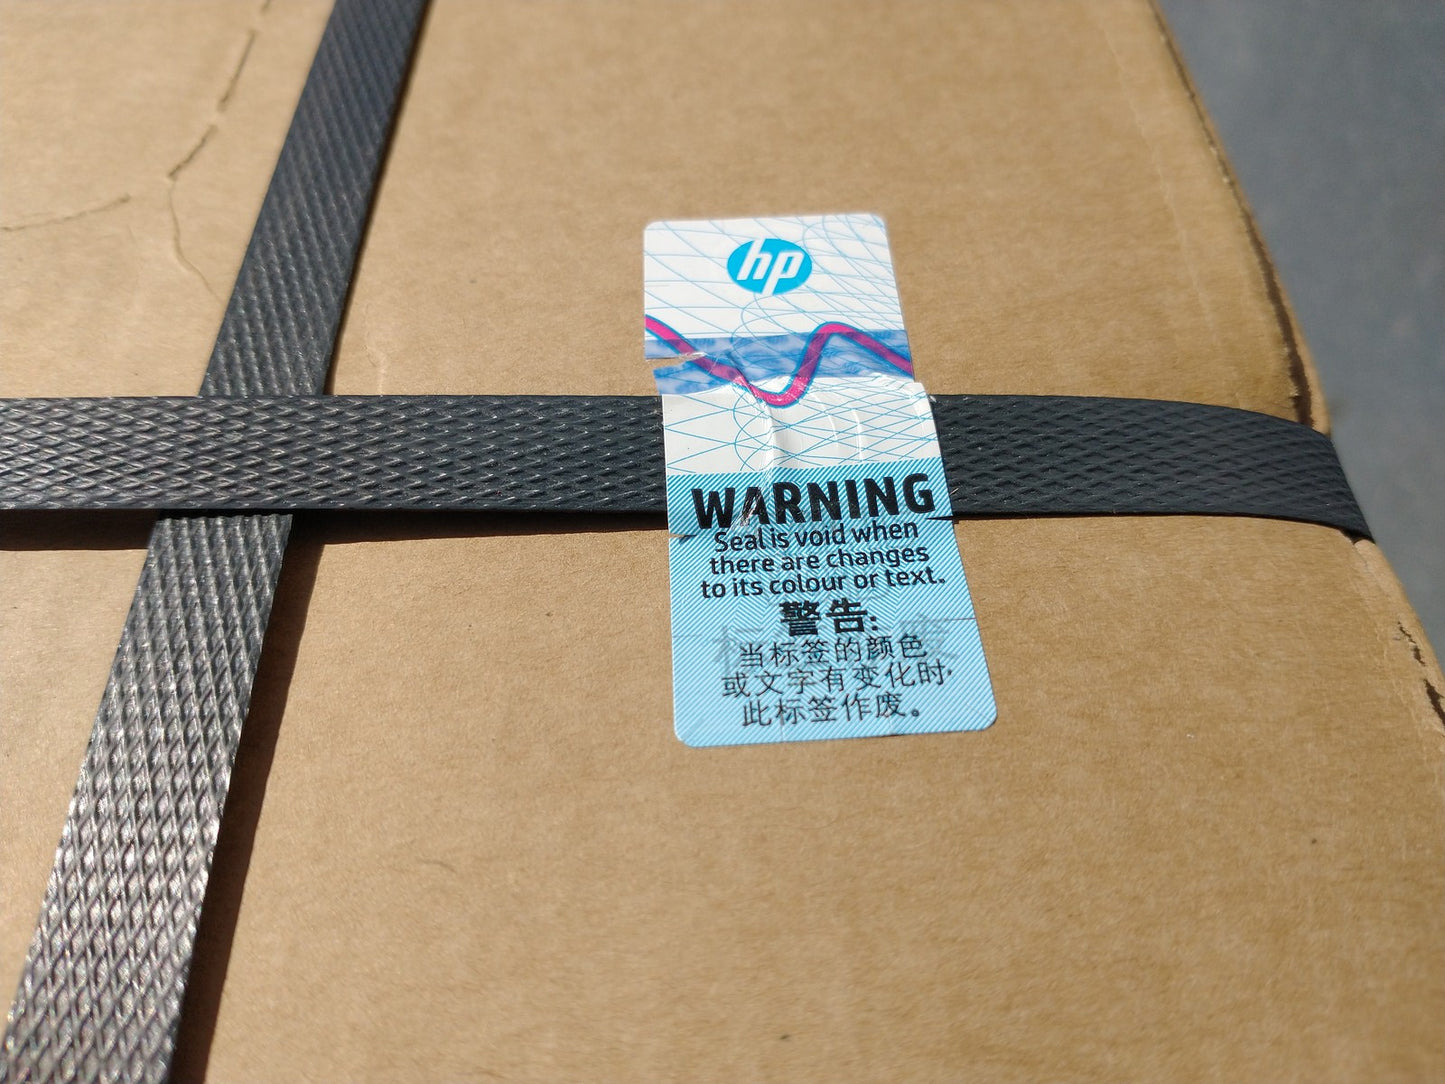 hp
WARNING
Seal is void when
there are changes
to its colour or text.
警告:
当标签的颜色
或文字有变化时,
此标签作废。